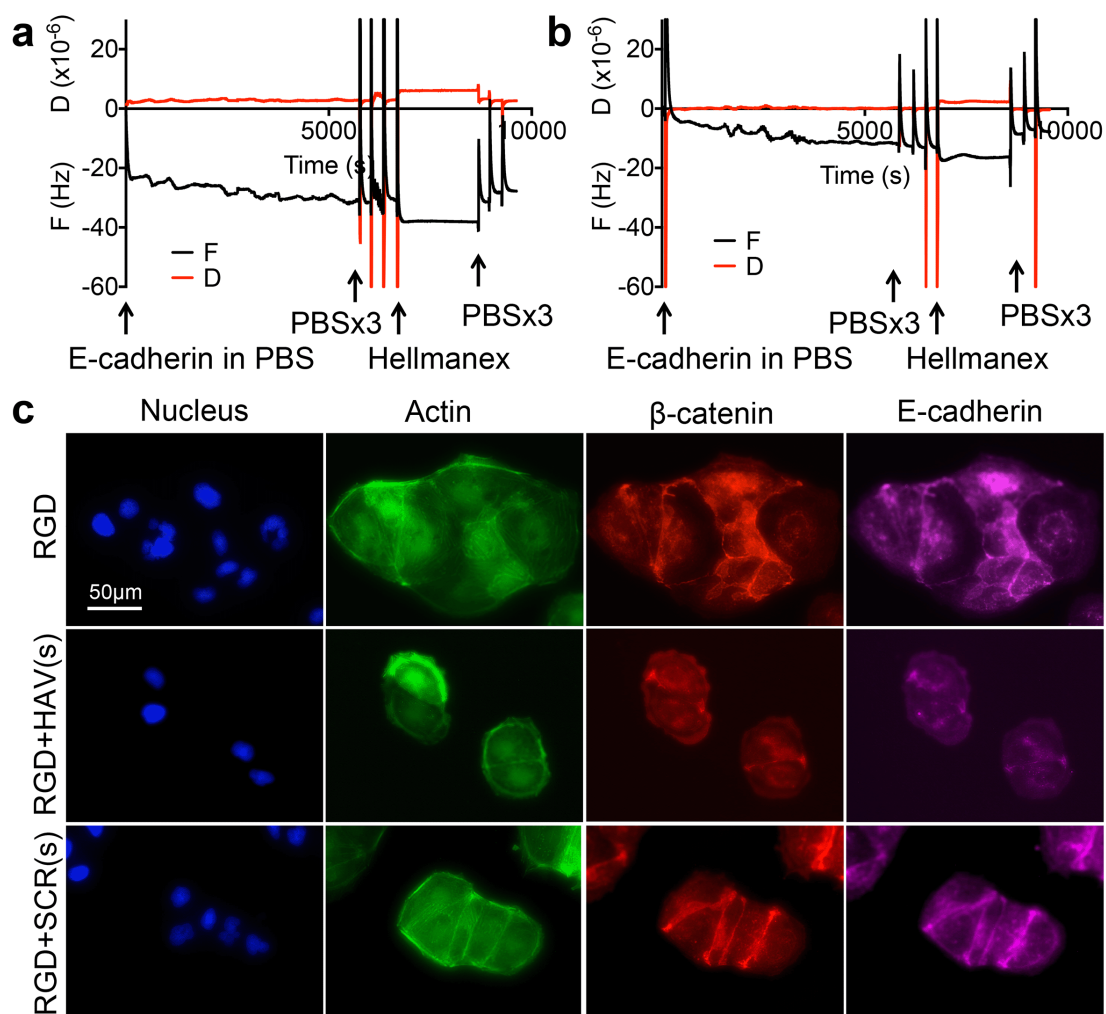 a
D (x10⁻⁶)
F (Hz)
20
0
-20
-40
-60
5000
10000
Time (s)
F
D
PBSx3
PBSx3
E-cadherin in PBS
Hellmanex
b
D (x10⁻⁶)
F (Hz)
20
0
-20
-40
-60
5000
0000
Time (s)
F
D
PBSx3
PBSx3
E-cadherin in PBS
Hellmanex
c
Nucleus
Actin
β-catenin
E-cadherin
RGD
50µm
RGD+HAV(s)
RGD+SCR(s)